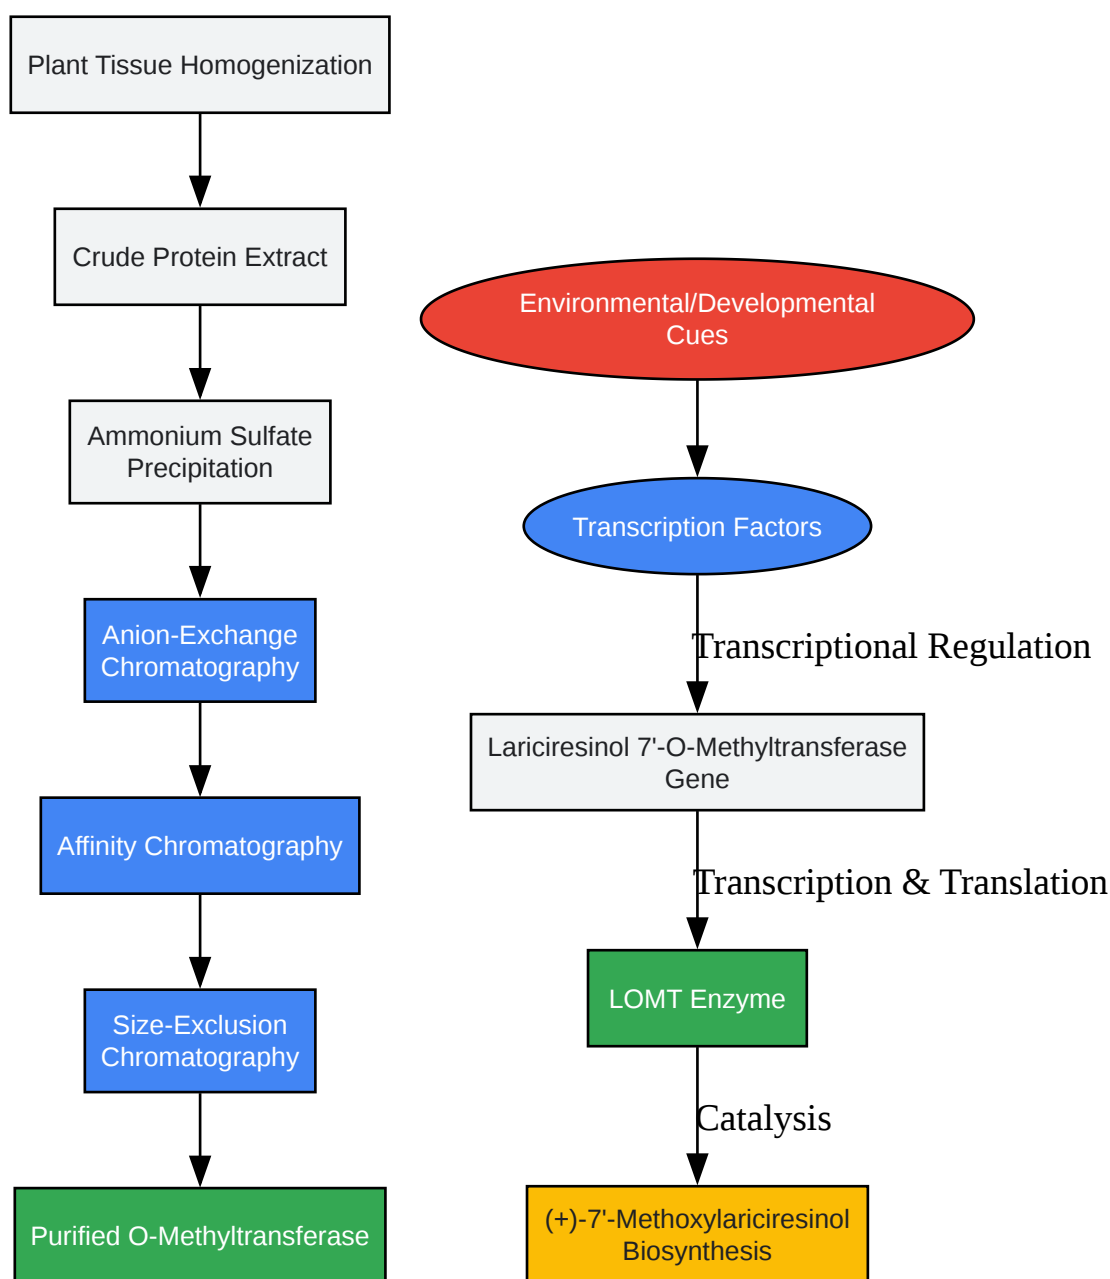 Plant Tissue Homogenization
Crude Protein Extract
Ammonium Sulfate
Precipitation
Anion-Exchange
Chromatography
Affinity Chromatography
Size-Exclusion
Chromatography
Purified O-Methyltransferase
Environmental/Developmental
Cues
Transcription Factors
Transcriptional Regulation
Lariciresinol 7'-O-Methyltransferase
Gene
Transcription & Translation
LOMT Enzyme
Catalysis
(+)-7'-Methoxylariciresinol
Biosynthesis